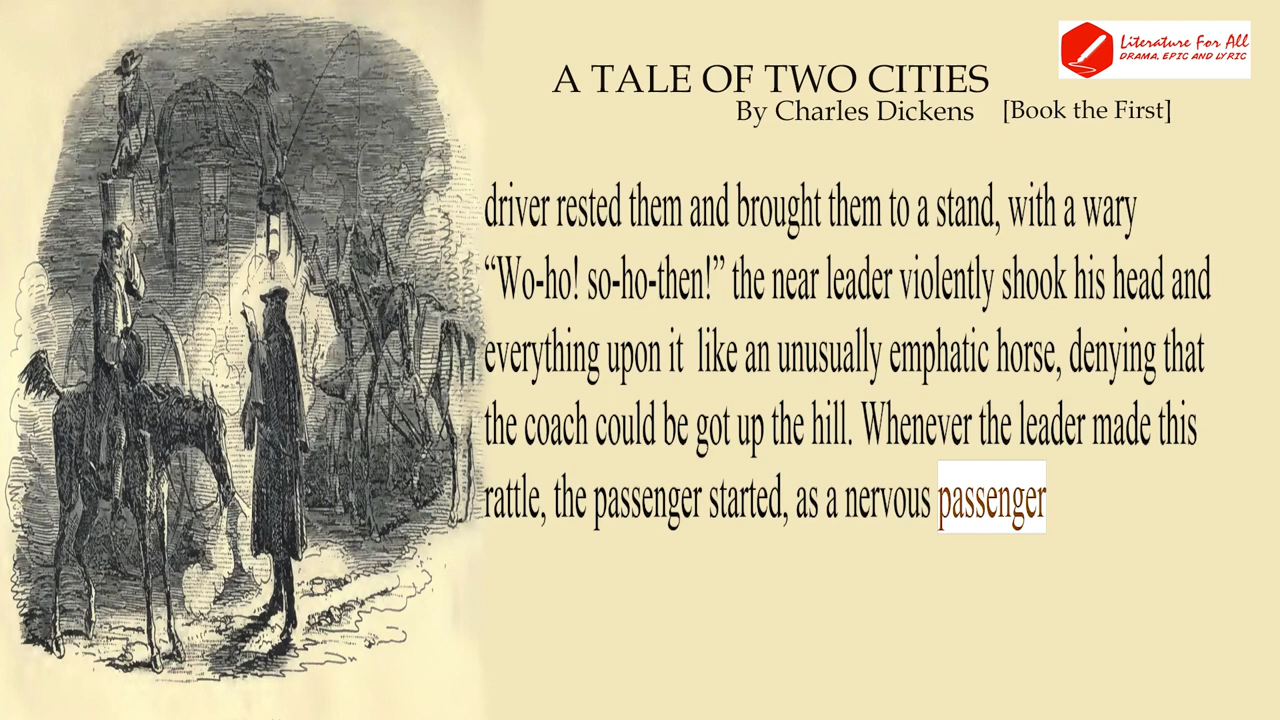 Literature For All
DRAMA, EPIC AND LYRIC
A TALE OF TWO CITIES
By Charles Dickens [Book the First]
driver rested them and brought them to a stand, with a wary
“Wo-ho! so-ho-then!” the near leader violently shook his head and
everything upon it like an unusually emphatic horse, denying that
the coach could be got up the hill. Whenever the leader made this
rattle, the passenger started, as a nervous passenger